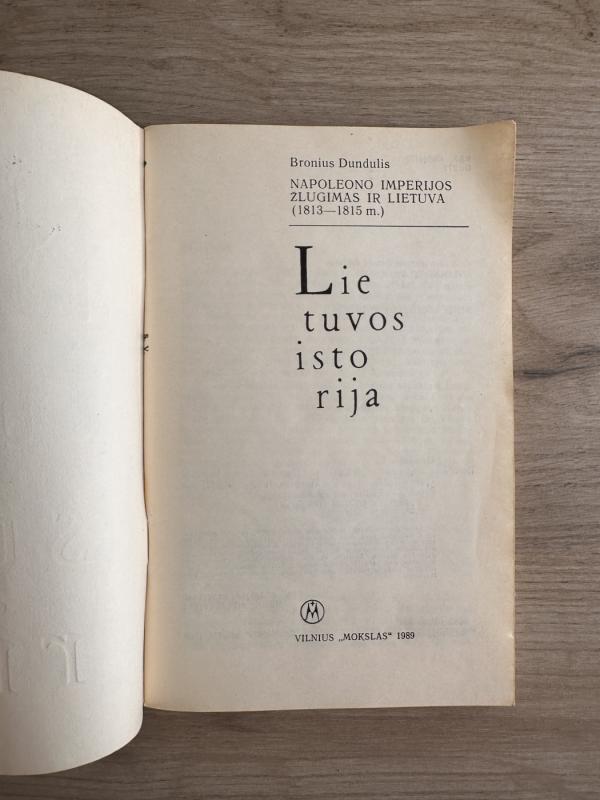 Bronius Dundulis
NAPOLEONO IMPERIJOS
ŽLUGIMAS IR LIETUVA
(1813—1815 m.)
Lie
tuvos
isto
rija
VILNIUS „MOKSLAS“ 1989